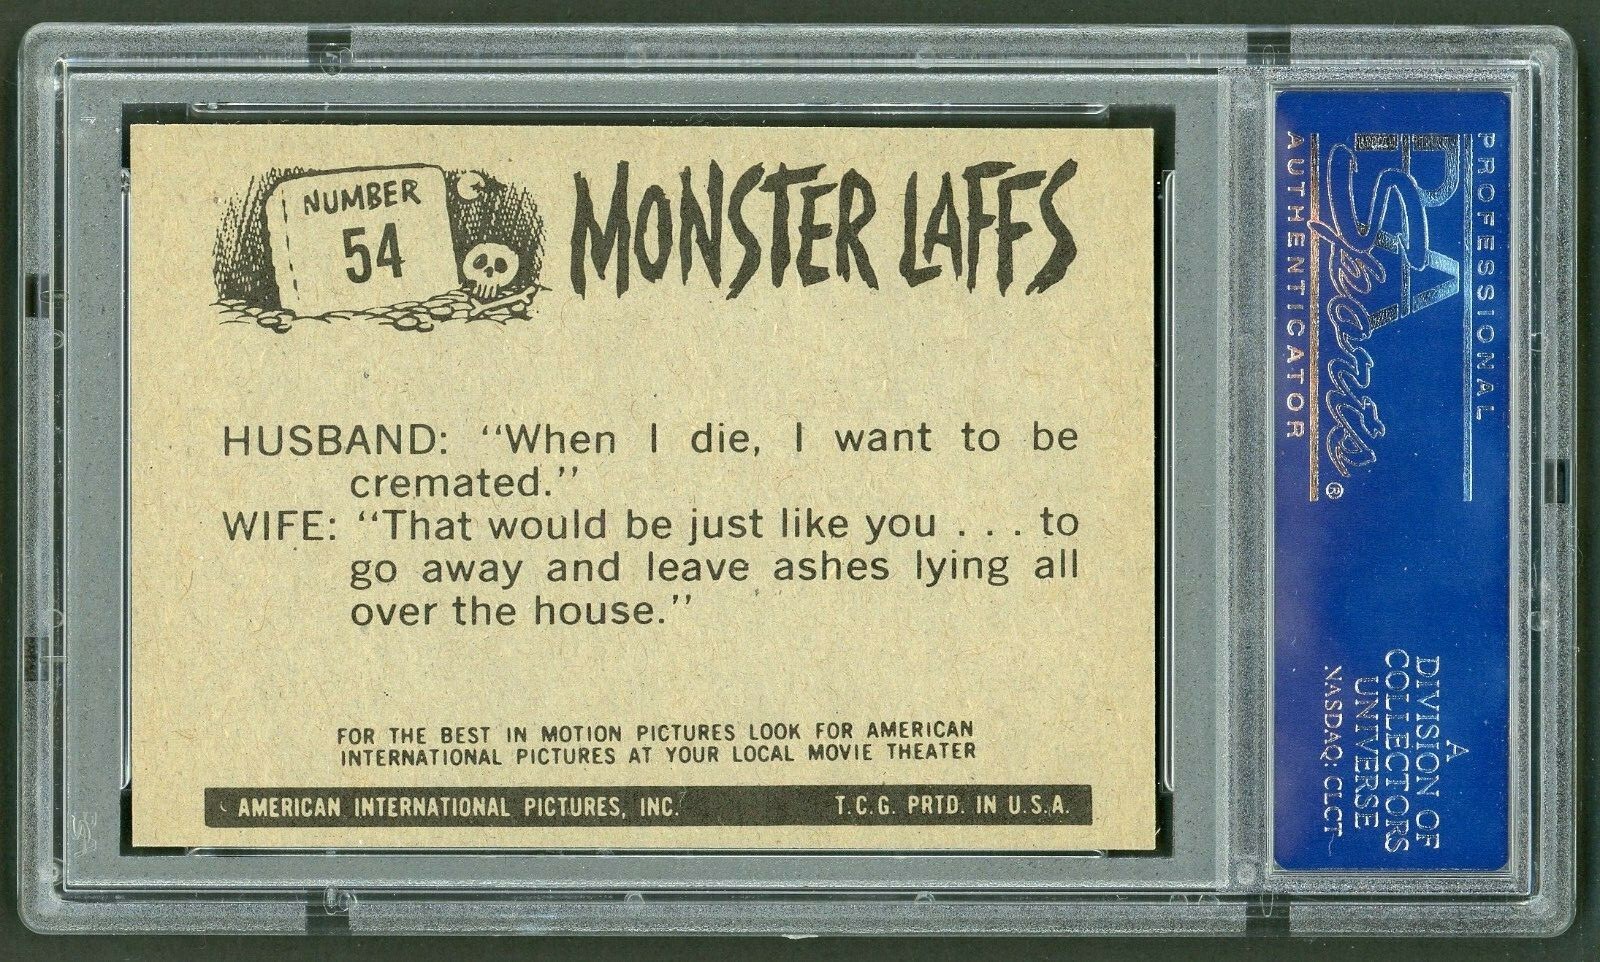 NUMBER
54
MONSTER LAFFS
HUSBAND: “When I die, I want to be
cremated.”
WIFE: “That would be just like you . . . to
go away and leave ashes lying all
over the house.”
FOR THE BEST IN MOTION PICTURES LOOK FOR AMERICAN
INTERNATIONAL PICTURES AT YOUR LOCAL MOVIE THEATER
AMERICAN INTERNATIONAL PICTURES, INC. T.C.G. PRTD. IN U.S.A.
PROFESSIONAL
PSA
Sports®
AUTHENTICATOR
A
DIVISION OF
COLLECTORS
UNIVERSE
NASDAQ: CLCT